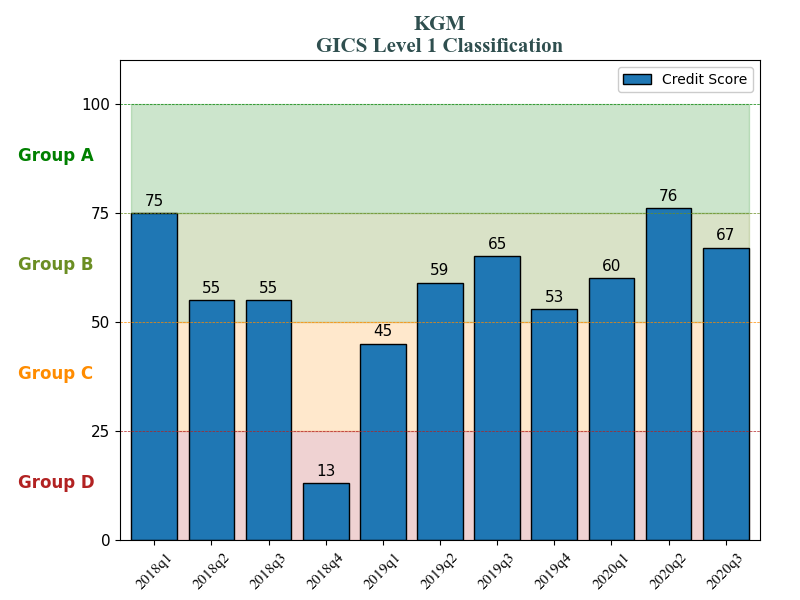 KGM
GICS Level 1 Classification
Credit Score
100
Group A
75
76
75
67
65
Group B
60
59
55
55
53
50
45
Group C
25
13
Group D
0
2018q1 2018q2 2018q3 2018q4 2019q1 2019q2 2019q3 2019q4 2020q1 2020q2 2020q3